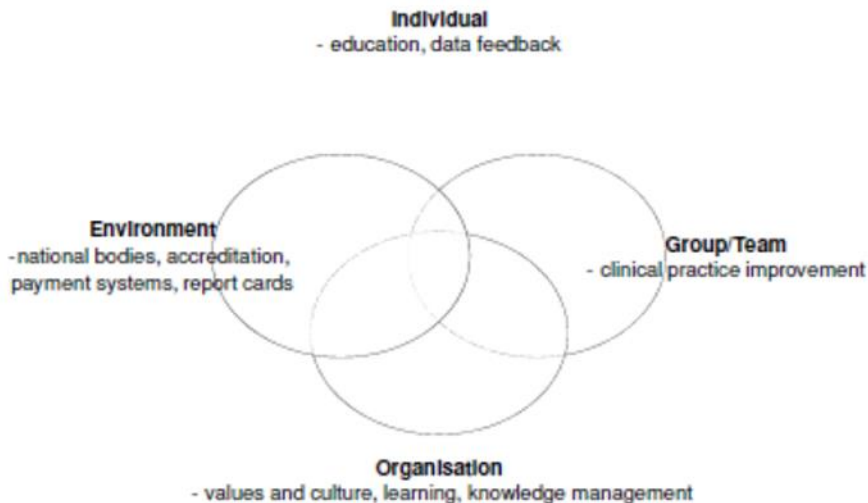 Individual
- education, data feedback
Environment
-national bodies, accreditation,
payment systems, report cards
Group/Team
- clinical practice improvement
Organisation
- values and culture, learning, knowledge management